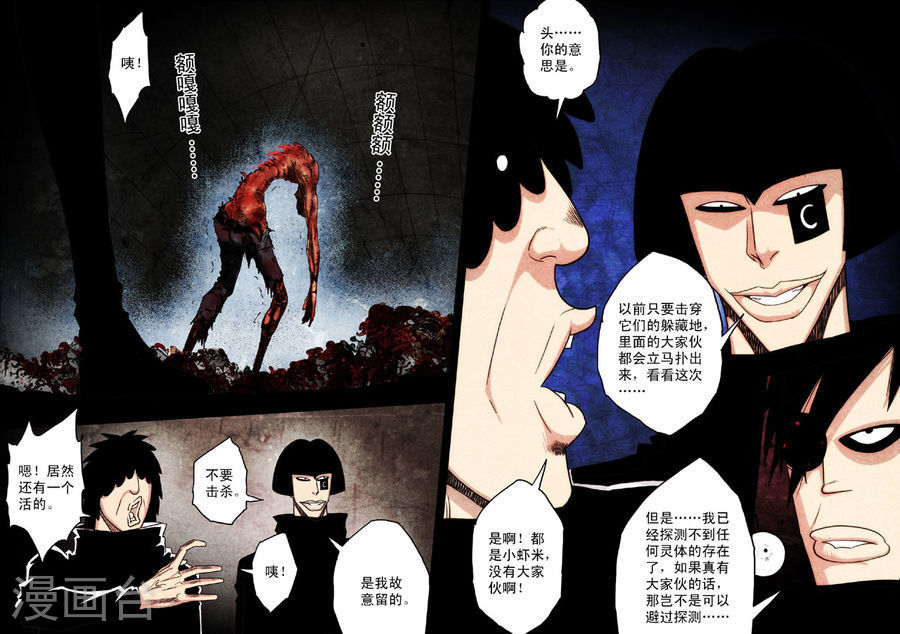 头……
你的意
思是。
以前只要击穿
它们的躲藏地，
里面的大家伙
都会立马扑出
来，看看这次
……
是啊！都
是小虾米，
没有大家
伙啊！
但是……我已
经探测不到任
何灵体的存在
了，如果真有
大家伙的话，
那岂不是可以
避过探测……
C
咦！
额嘎嘎嘎……
额额额……
嗯！居然
还有一个
活的。
不要
击杀。
咦！
是我故
意留的。
漫画台